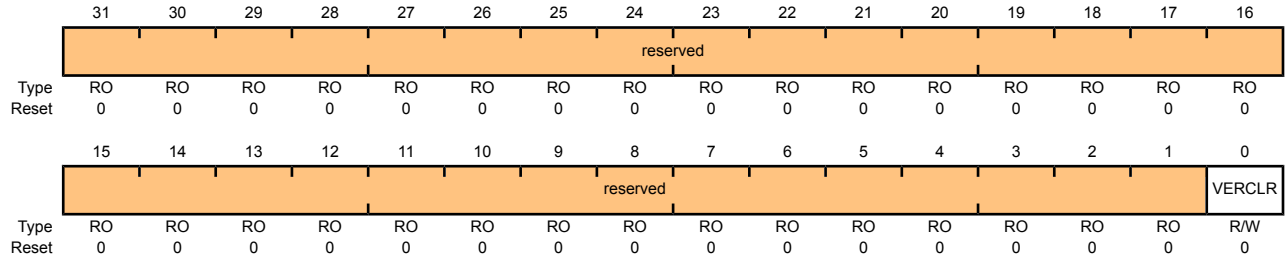 31 30 29 28 27 26 25 24 23 22 21 20 19 18 17 16
reserved
Type RO RO RO RO RO RO RO RO RO RO RO RO RO RO RO RO
Reset 0 0 0 0 0 0 0 0 0 0 0 0 0 0 0 0
15 14 13 12 11 10 9 8 7 6 5 4 3 2 1 0
reserved VERCLR
Type RO RO RO RO RO RO RO RO RO RO RO RO RO RO RO R/W
Reset 0 0 0 0 0 0 0 0 0 0 0 0 0 0 0 0